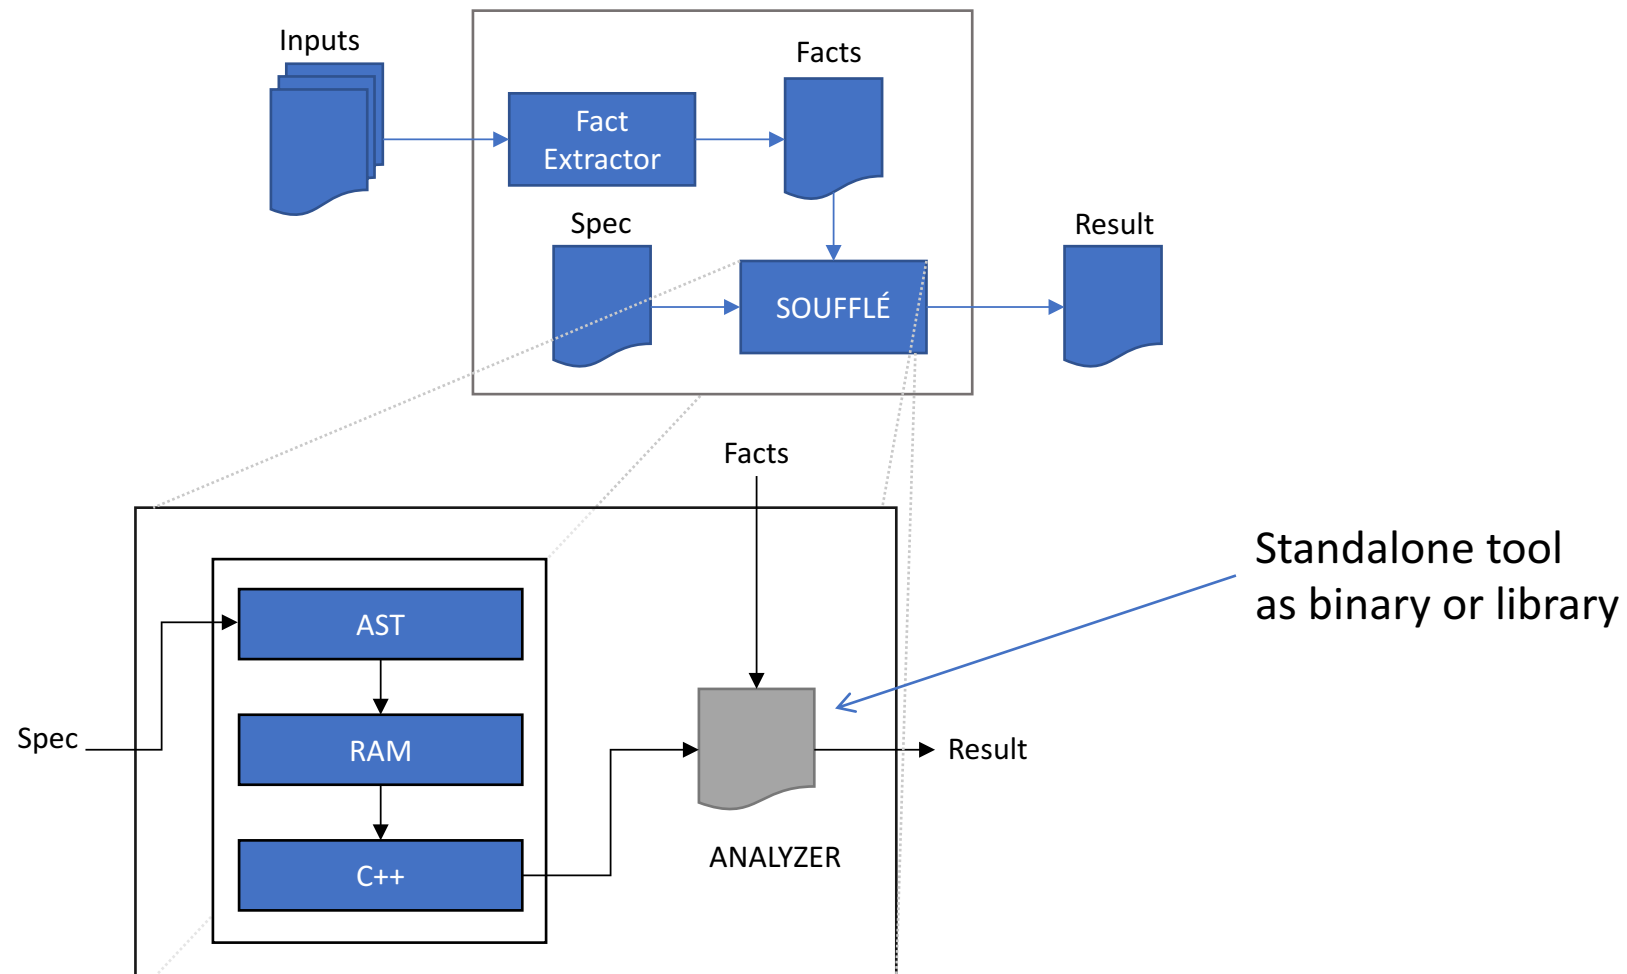 Inputs
Facts
Fact
Extractor
Spec
Result
SOUFFLÉ
Facts
Standalone tool
as binary or library
AST
Spec
RAM
Result
C++
ANALYZER